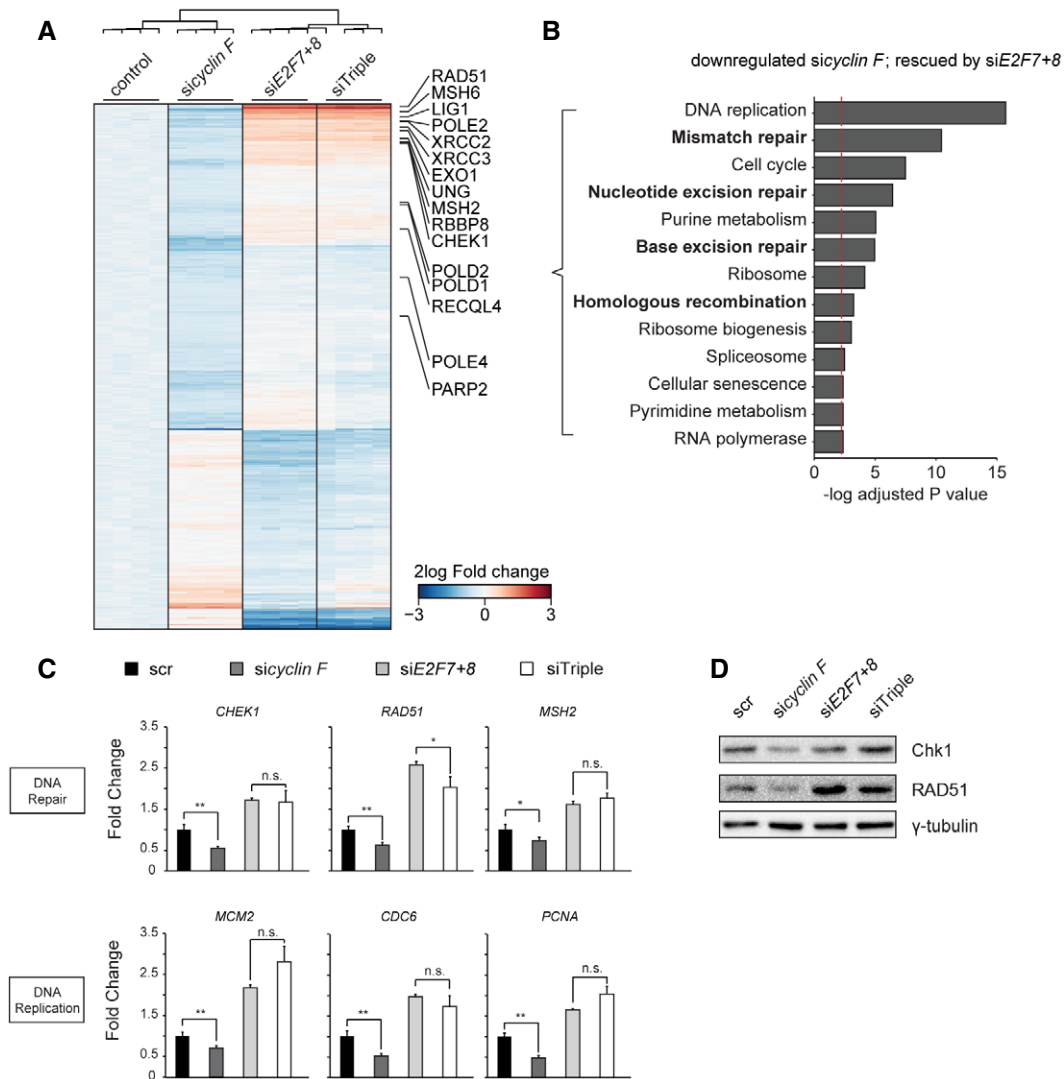 A
control
sicyclin F
siE2F7+8
siTriple
RAD51
MSH6
LIG1
POLE2
XRCC2
XRCC3
EXO1
UNG
MSH2
RBBP8
CHEK1
POLD2
POLD1
RECQL4
POLE4
PARP2
2log Fold change
−3 0 3
B
downregulated sicyclin F; rescued by siE2F7+8
DNA replication
Mismatch repair
Cell cycle
Nucleotide excision repair
Purine metabolism
Base excision repair
Ribosome
Homologous recombination
Ribosome biogenesis
Spliceosome
Cellular senescence
Pyrimidine metabolism
RNA polymerase
0 5 10 15
-log adjusted P value
C
scr sicyclin F siE2F7+8 siTriple
DNA
Repair
Fold Change
3.5
2.5
1.5
0.5
0
CHEK1
**
n.s.
RAD51
**
*
MSH2
*
n.s.
DNA
Replication
Fold Change
3.5
2.5
1.5
0.5
MCM2
**
n.s.
CDC6
**
n.s.
PCNA
**
n.s.
D
scr
sicyclin F
siE2F7+8
siTriple
Chk1
RAD51
γ-tubulin